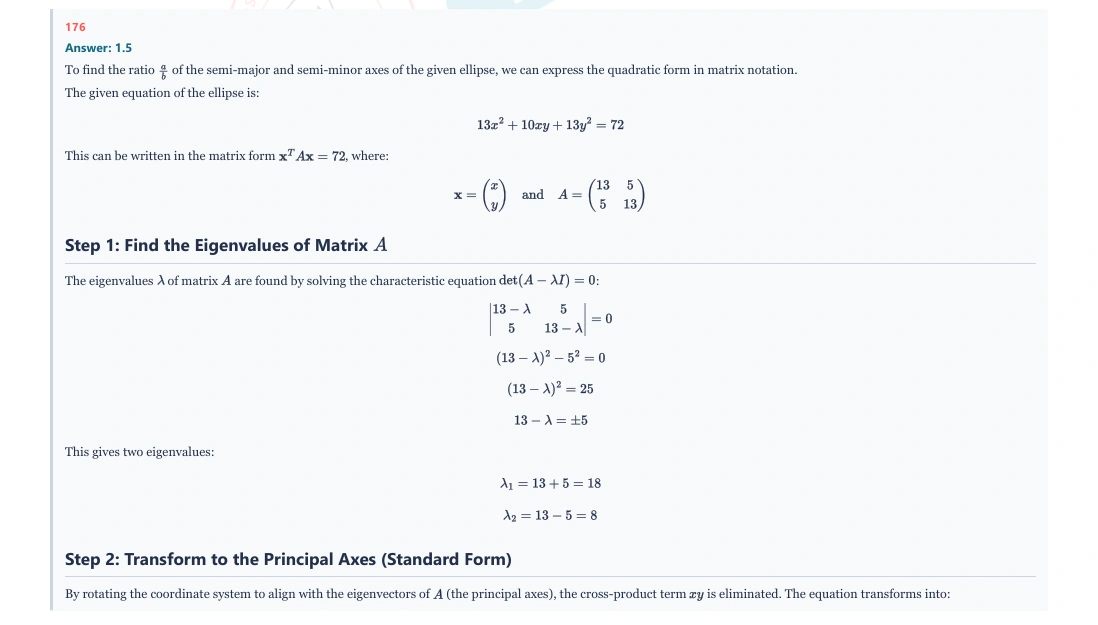 176
Answer: 1.5
To find the ratio a/b of the semi-major and semi-minor axes of the given ellipse, we can express the quadratic form in matrix notation.
The given equation of the ellipse is:
13x² + 10xy + 13y² = 72
This can be written in the matrix form xᵀAx = 72, where:
x = (x y) and A = (13 5 5 13)
Step 1: Find the Eigenvalues of Matrix A
The eigenvalues λ of matrix A are found by solving the characteristic equation det(A − λI) = 0:
|13 − λ 5 5 13 − λ| = 0
(13 − λ)² − 5² = 0
(13 − λ)² = 25
13 − λ = ±5
This gives two eigenvalues:
λ₁ = 13 + 5 = 18
λ₂ = 13 − 5 = 8
Step 2: Transform to the Principal Axes (Standard Form)
By rotating the coordinate system to align with the eigenvectors of A (the principal axes), the cross-product term xy is eliminated. The equation transforms into: